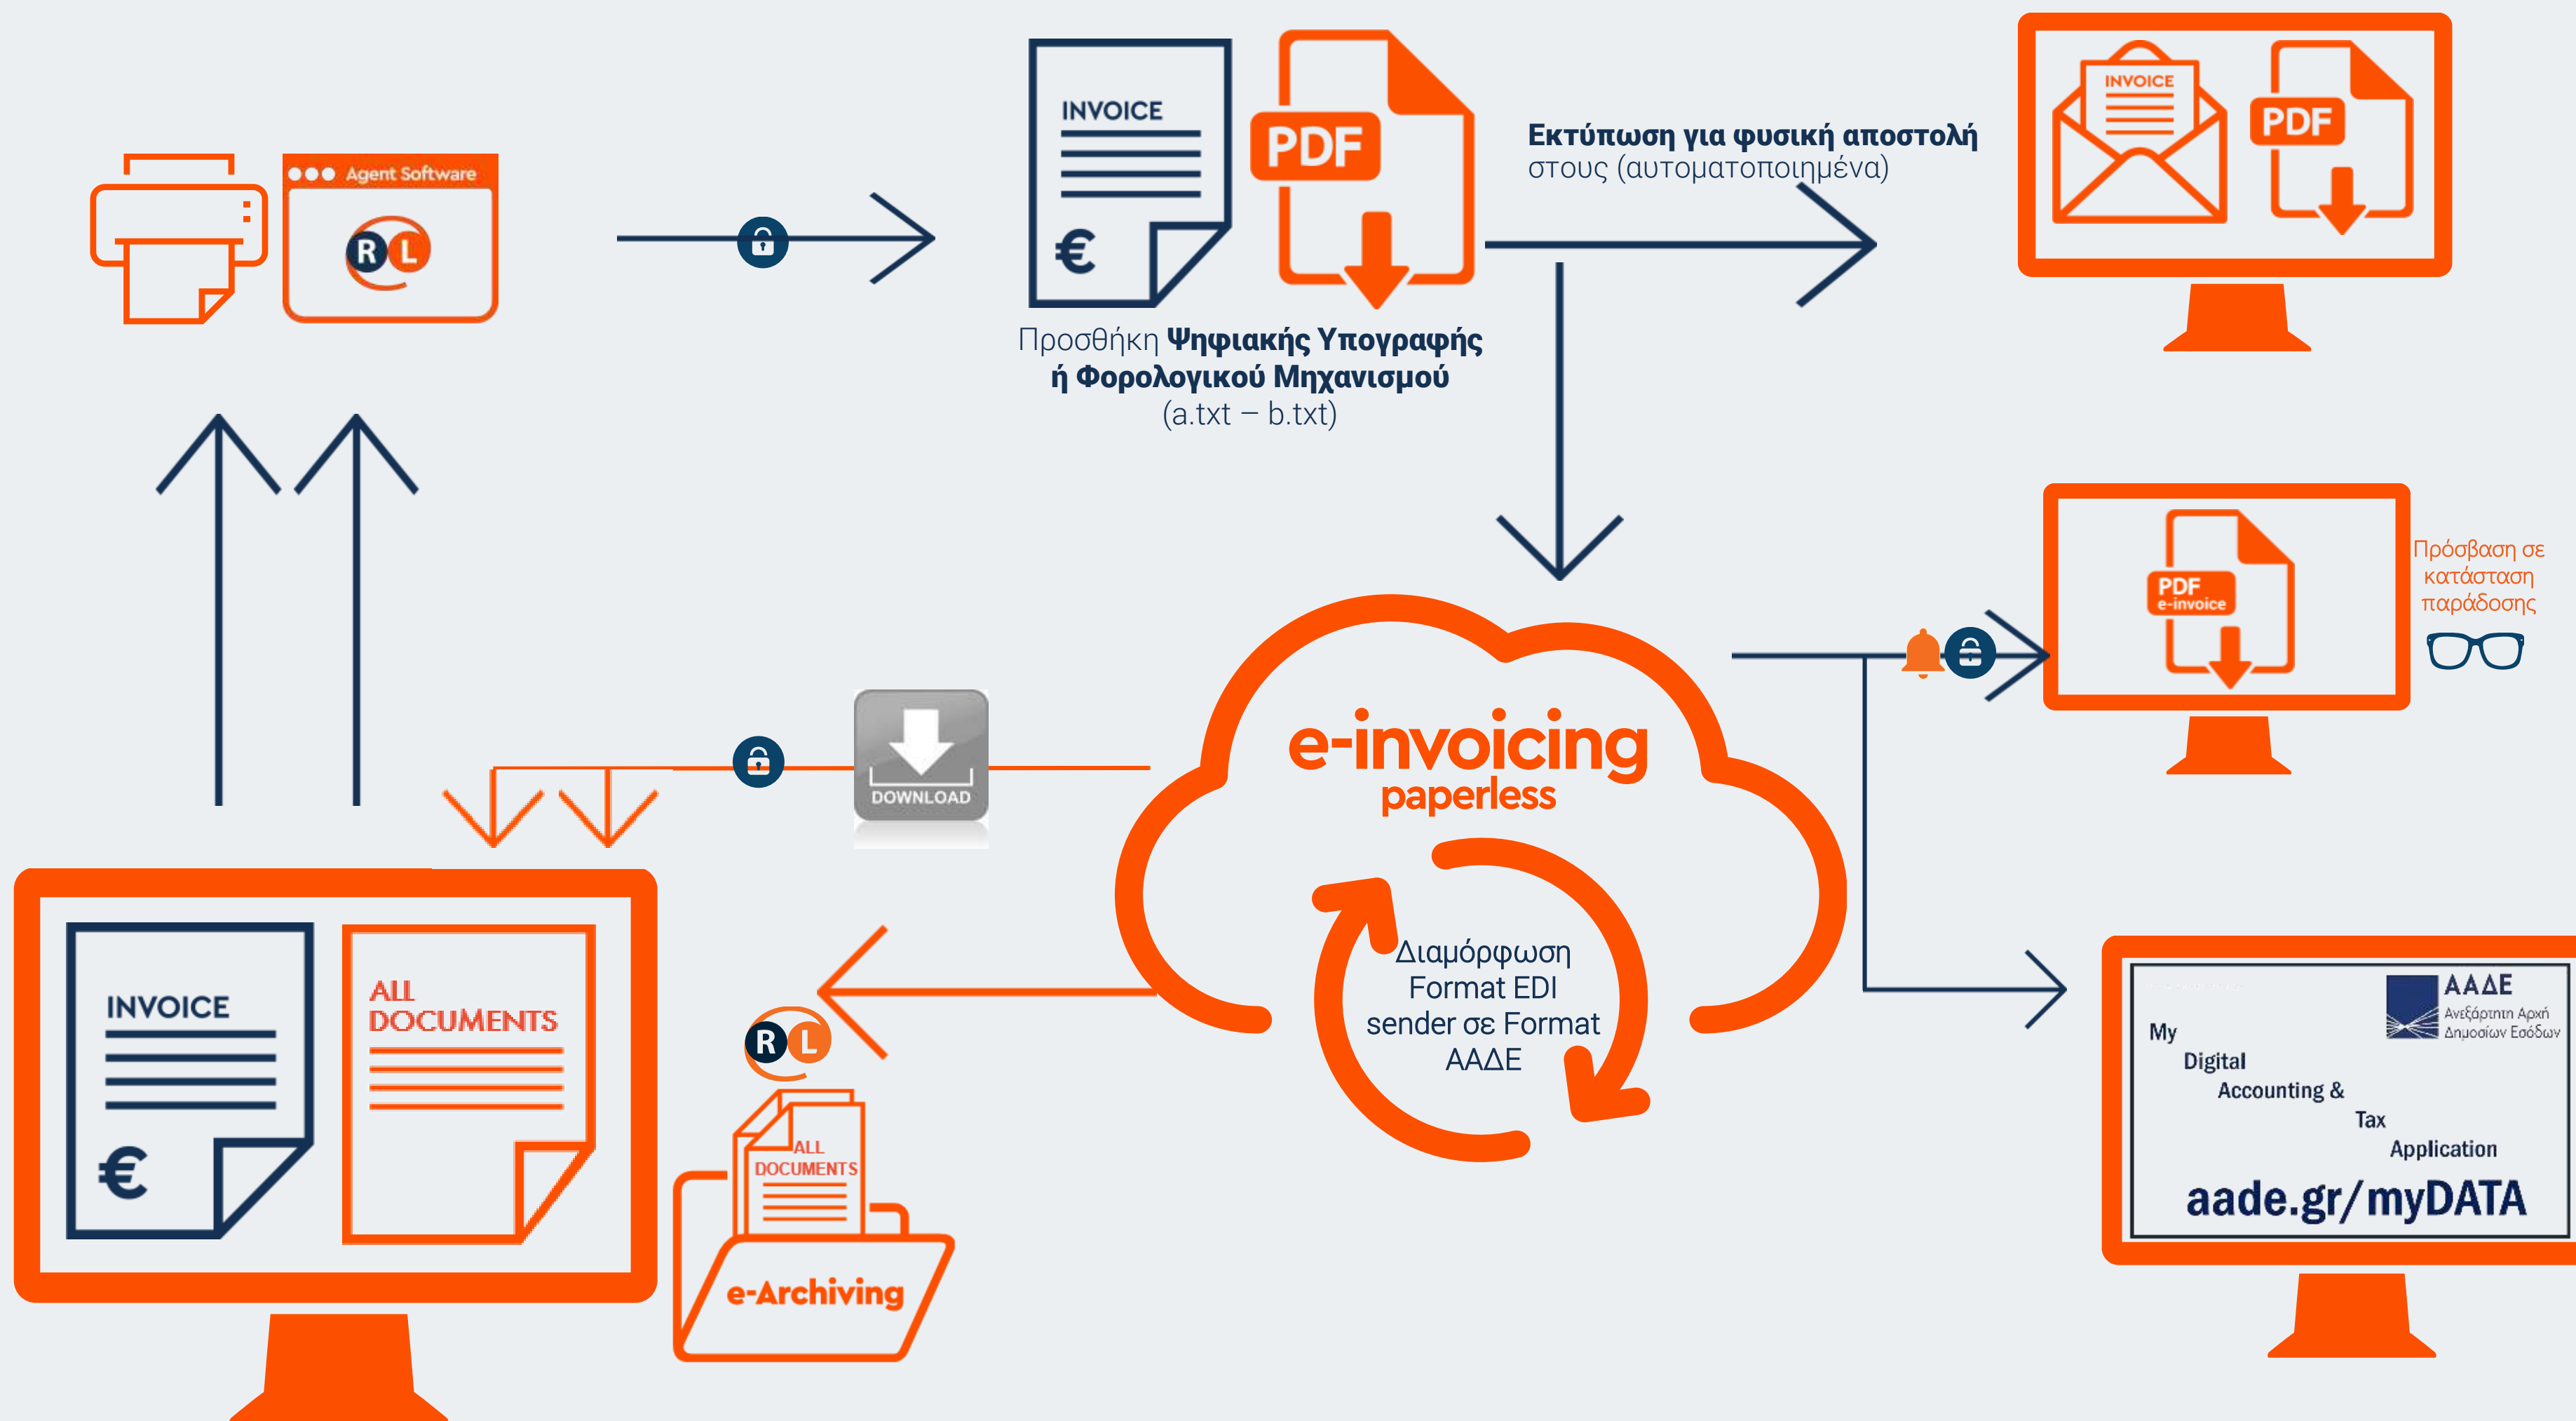 Agent Software
R L
INVOICE
€
PDF
Προσθήκη Ψηφιακής Υπογραφής
ή Φορολογικού Μηχανισμού
(a.txt – b.txt)
Εκτύπωση για φυσική αποστολή
στους (αυτοματοποιημένα)
INVOICE
PDF
PDF
e-invoice
Πρόσβαση σε
κατάσταση
παράδοσης
DOWNLOAD
e-invoicing
paperless
Διαμόρφωση
Format EDI
sender σε Format
ΑΑΔΕ
INVOICE
€
ALL
DOCUMENTS
R L
ALL
DOCUMENTS
e-Archiving
ΑΑΔΕ
Ανεξάρτητη Αρχή
Δημοσίων Εσόδων
My
Digital
Accounting &
Tax
Application
aade.gr/myDATA